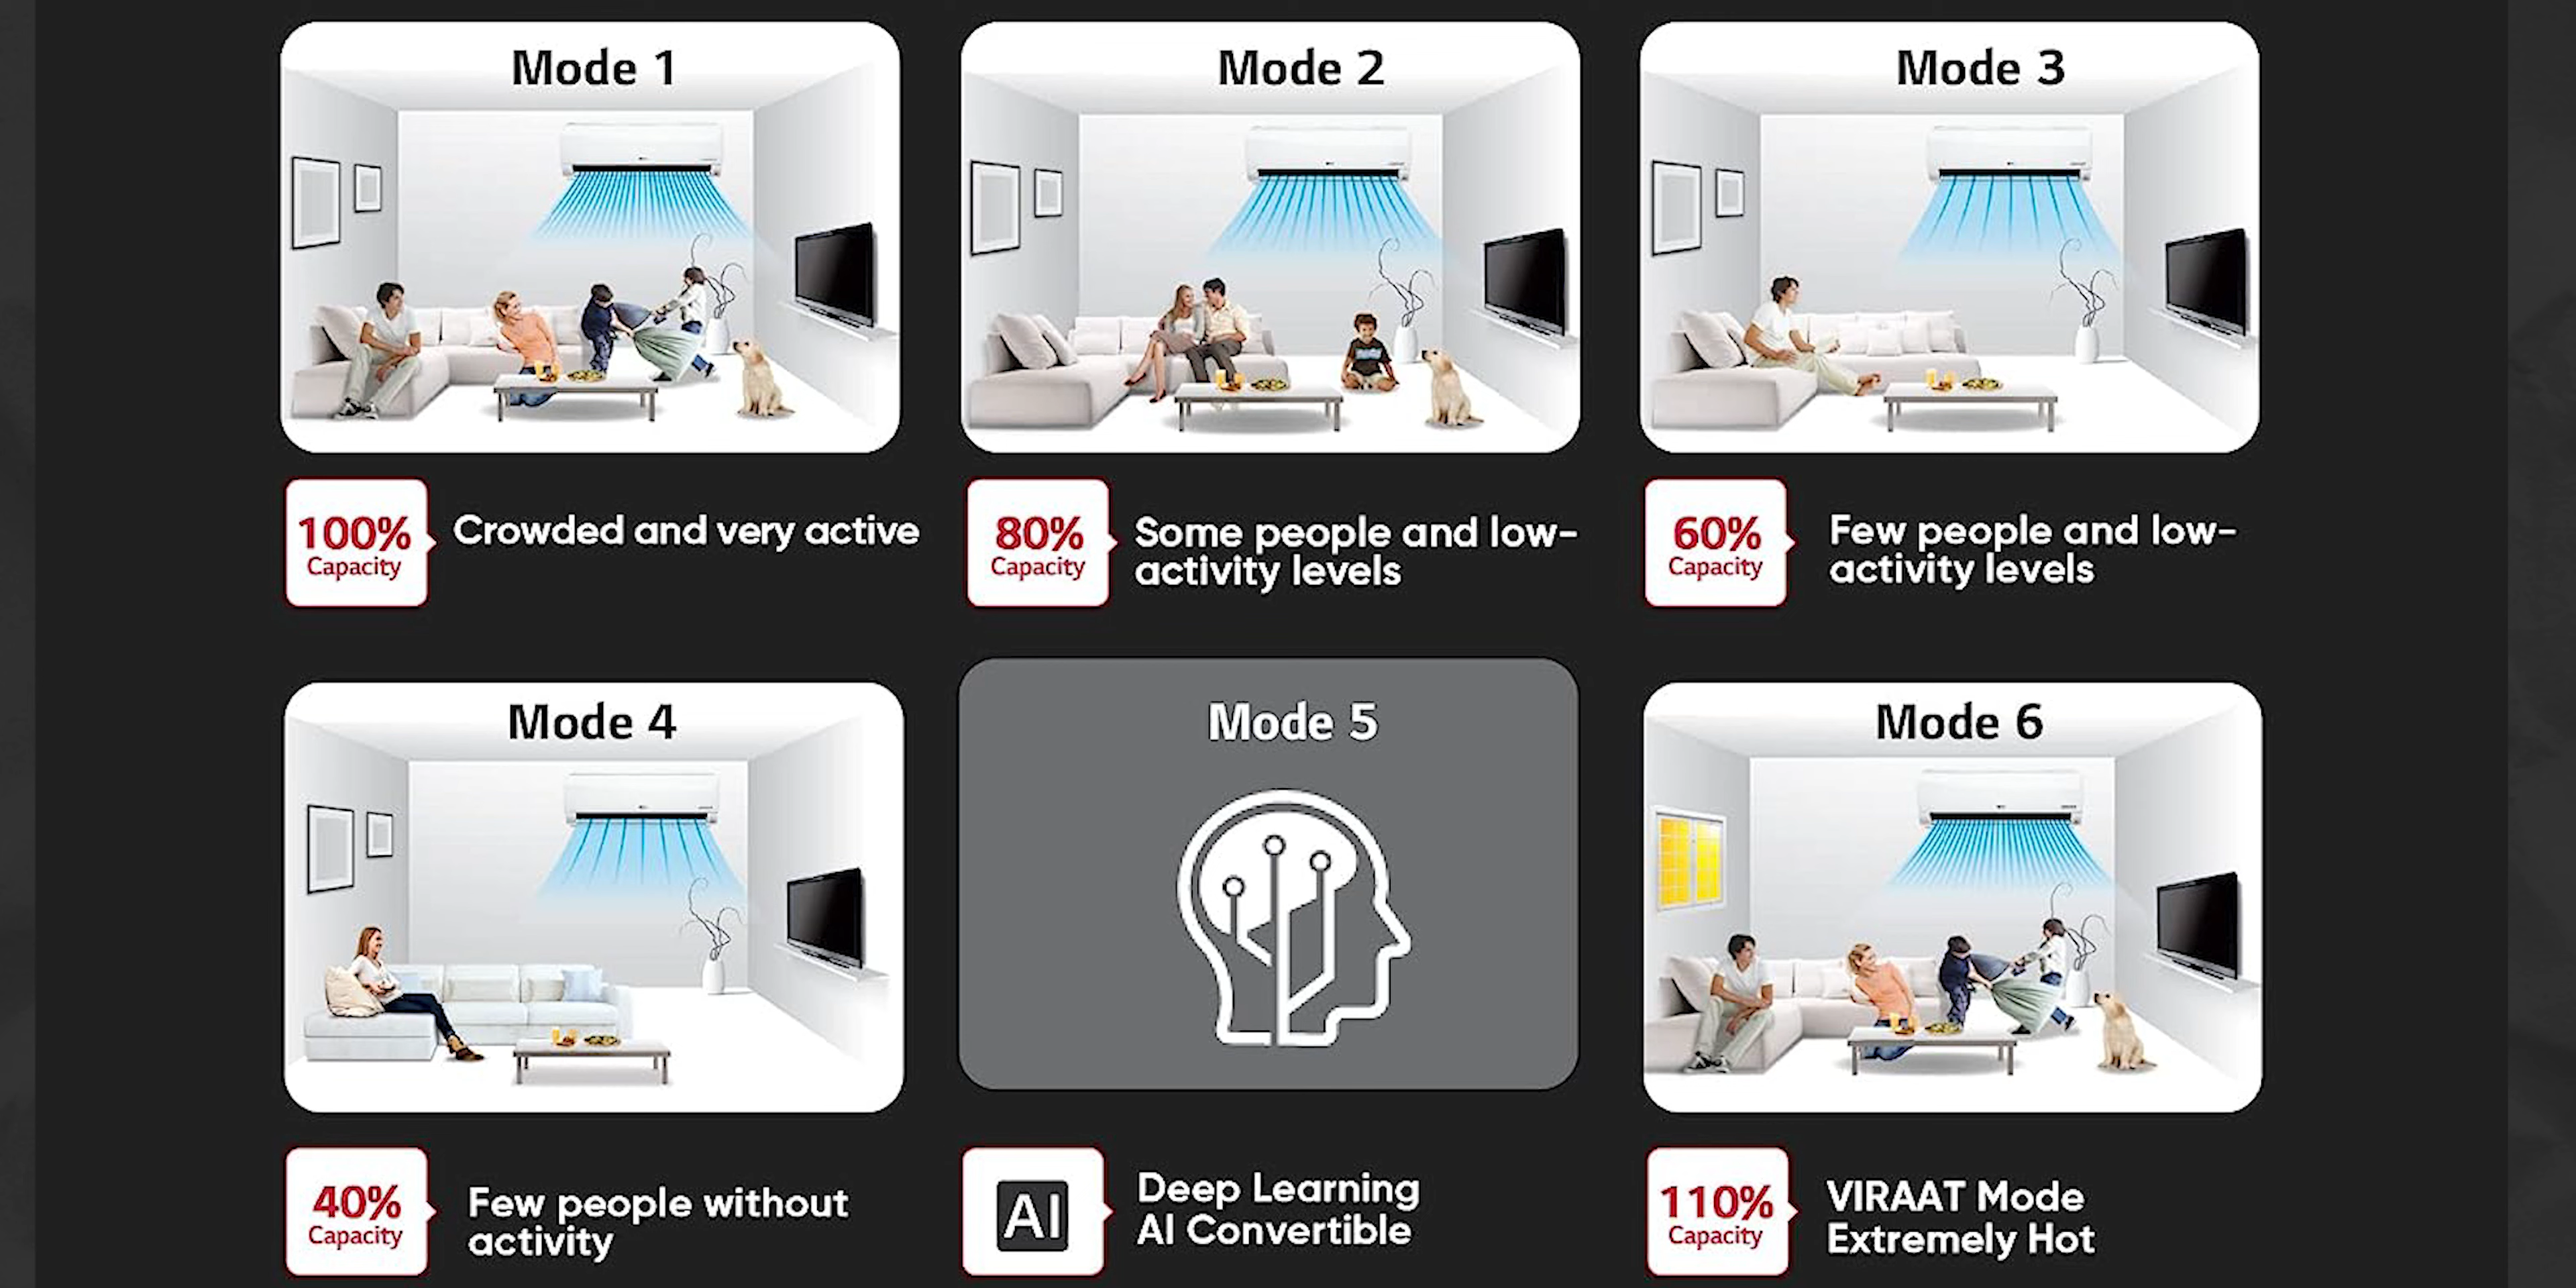 Mode 1
Mode 2
Mode 3
100%
Capacity
Crowded and very active
80%
Capacity
Some people and low-
activity levels
60%
Capacity
Few people and low-
activity levels
Mode 4
Mode 5
Mode 6
40%
Capacity
Few people without
activity
AI
Deep Learning
AI Convertible
110%
Capacity
VIRAAT Mode
Extremely Hot